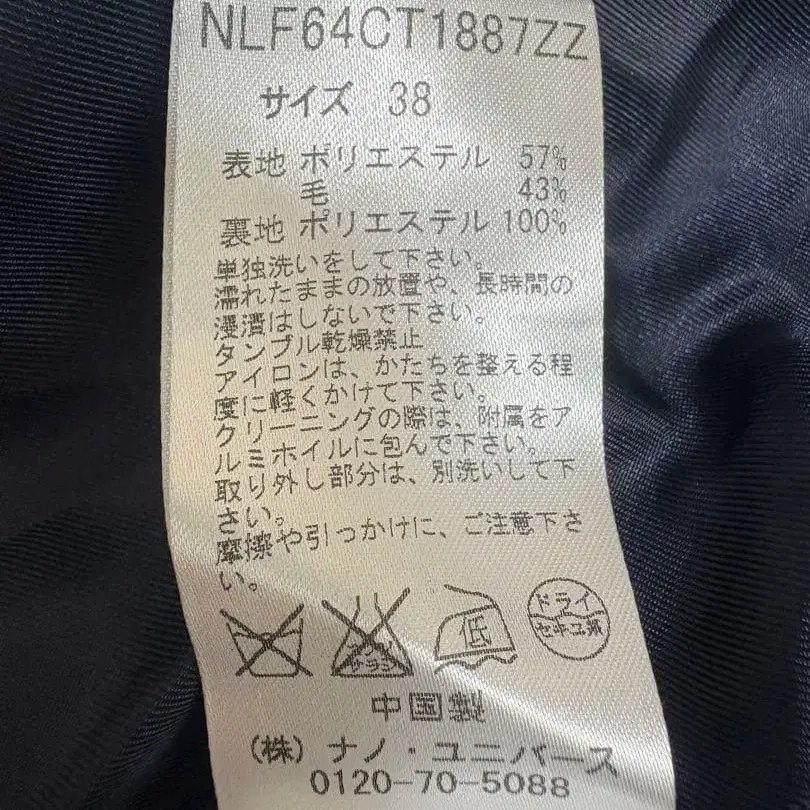 NLF64CT1887ZZ
サイズ 38
表地 ポリエステル 57%
毛 43%
裏地 ポリエステル 100%
単独洗いをして下さい。
濡れたままの放置や、長時間の
浸漬はしないで下さい。
タンブル乾燥禁止
アイロンは、かたちを整える程
度に軽くかけて下さい。
クリーニングの際は、附属をア
ルミホイルに包んで下さい。
取り外し部分は、別洗いして下
さい。
摩擦や引っかけに、ご注意下さ
い。
低
ドライ
セキユ系
中国製
(株) ナノ・ユニバース
0120-70-5088